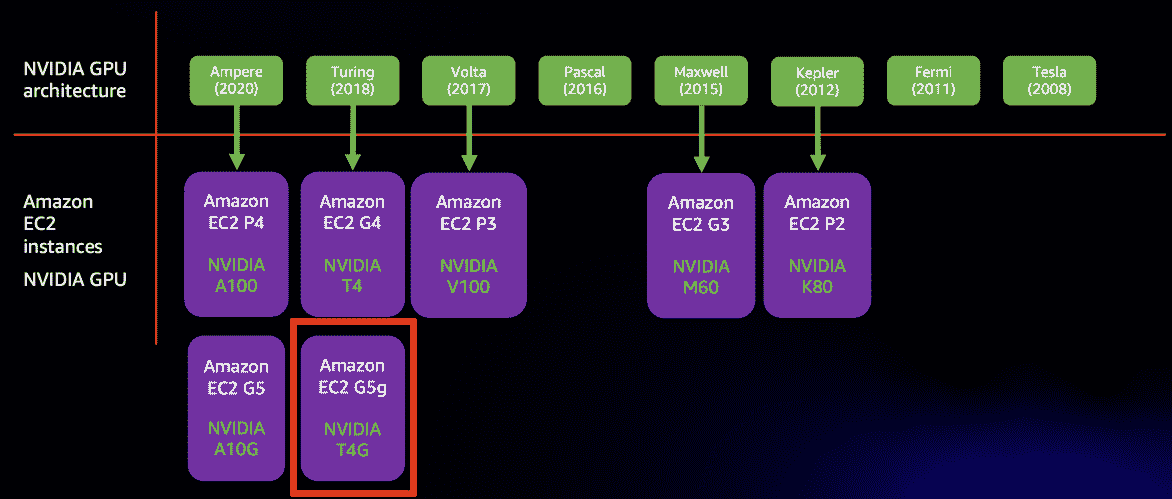 NVIDIA GPU
architecture
Ampere
(2020)
Turing
(2018)
Volta
(2017)
Pascal
(2016)
Maxwell
(2015)
Kepler
(2012)
Fermi
(2011)
Tesla
(2008)
Amazon
EC2
instances
NVIDIA GPU
Amazon
EC2 P4
NVIDIA
A100
Amazon
EC2 G4
NVIDIA
T4
Amazon
EC2 P3
NVIDIA
V100
Amazon
EC2 G3
NVIDIA
M60
Amazon
EC2 P2
NVIDIA
K80
Amazon
EC2 G5
NVIDIA
A10G
Amazon
EC2 G5g
NVIDIA
T4G